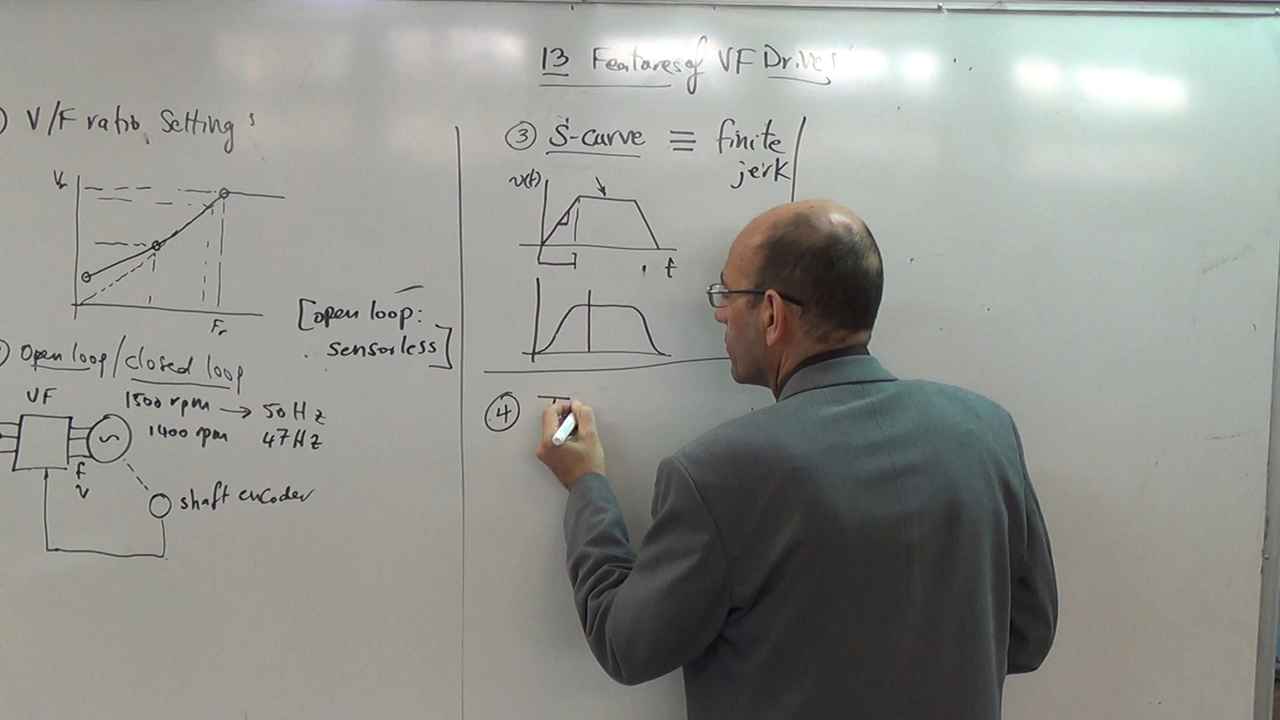 13 Features of VF Drives
) V/F ratio Setting s
Vr
Fr
[open loop:
sensorless]
) Open loop/closed loop
VF
1500 rpm → 50 Hz
1400 rpm 47 Hz
f
v
shaft encoder
③ S-curve ≡ finite
jerk
v(t)
t
④ T